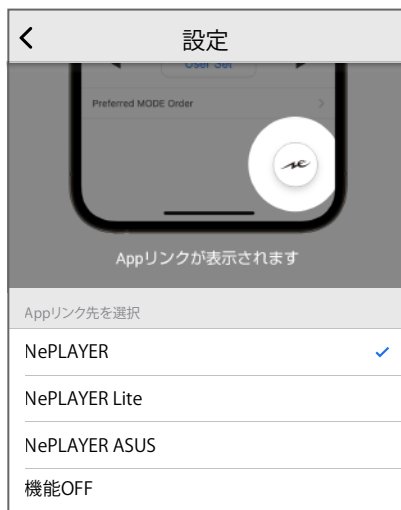 設定
User Set
Preferred MODE Order
Appリンクが表示されます
Appリンク先を選択
NePLAYER
NePLAYER Lite
NePLAYER ASUS
機能OFF